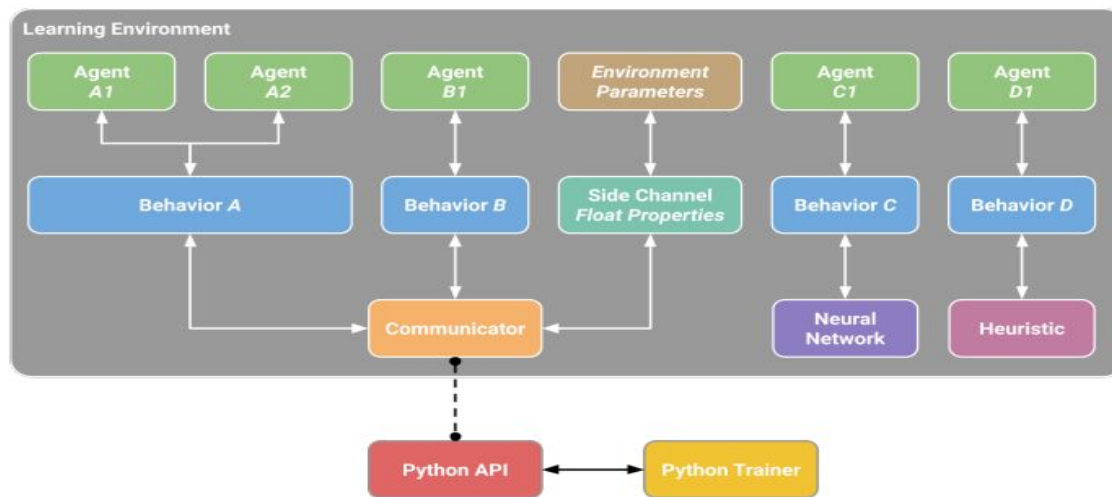 Learning Environment
Agent
A1
Agent
A2
Agent
B1
Environment
Parameters
Agent
C1
Agent
D1
Behavior A
Behavior B
Side Channel
Float Properties
Behavior C
Behavior D
Communicator
Neural
Network
Heuristic
Python API
Python Trainer